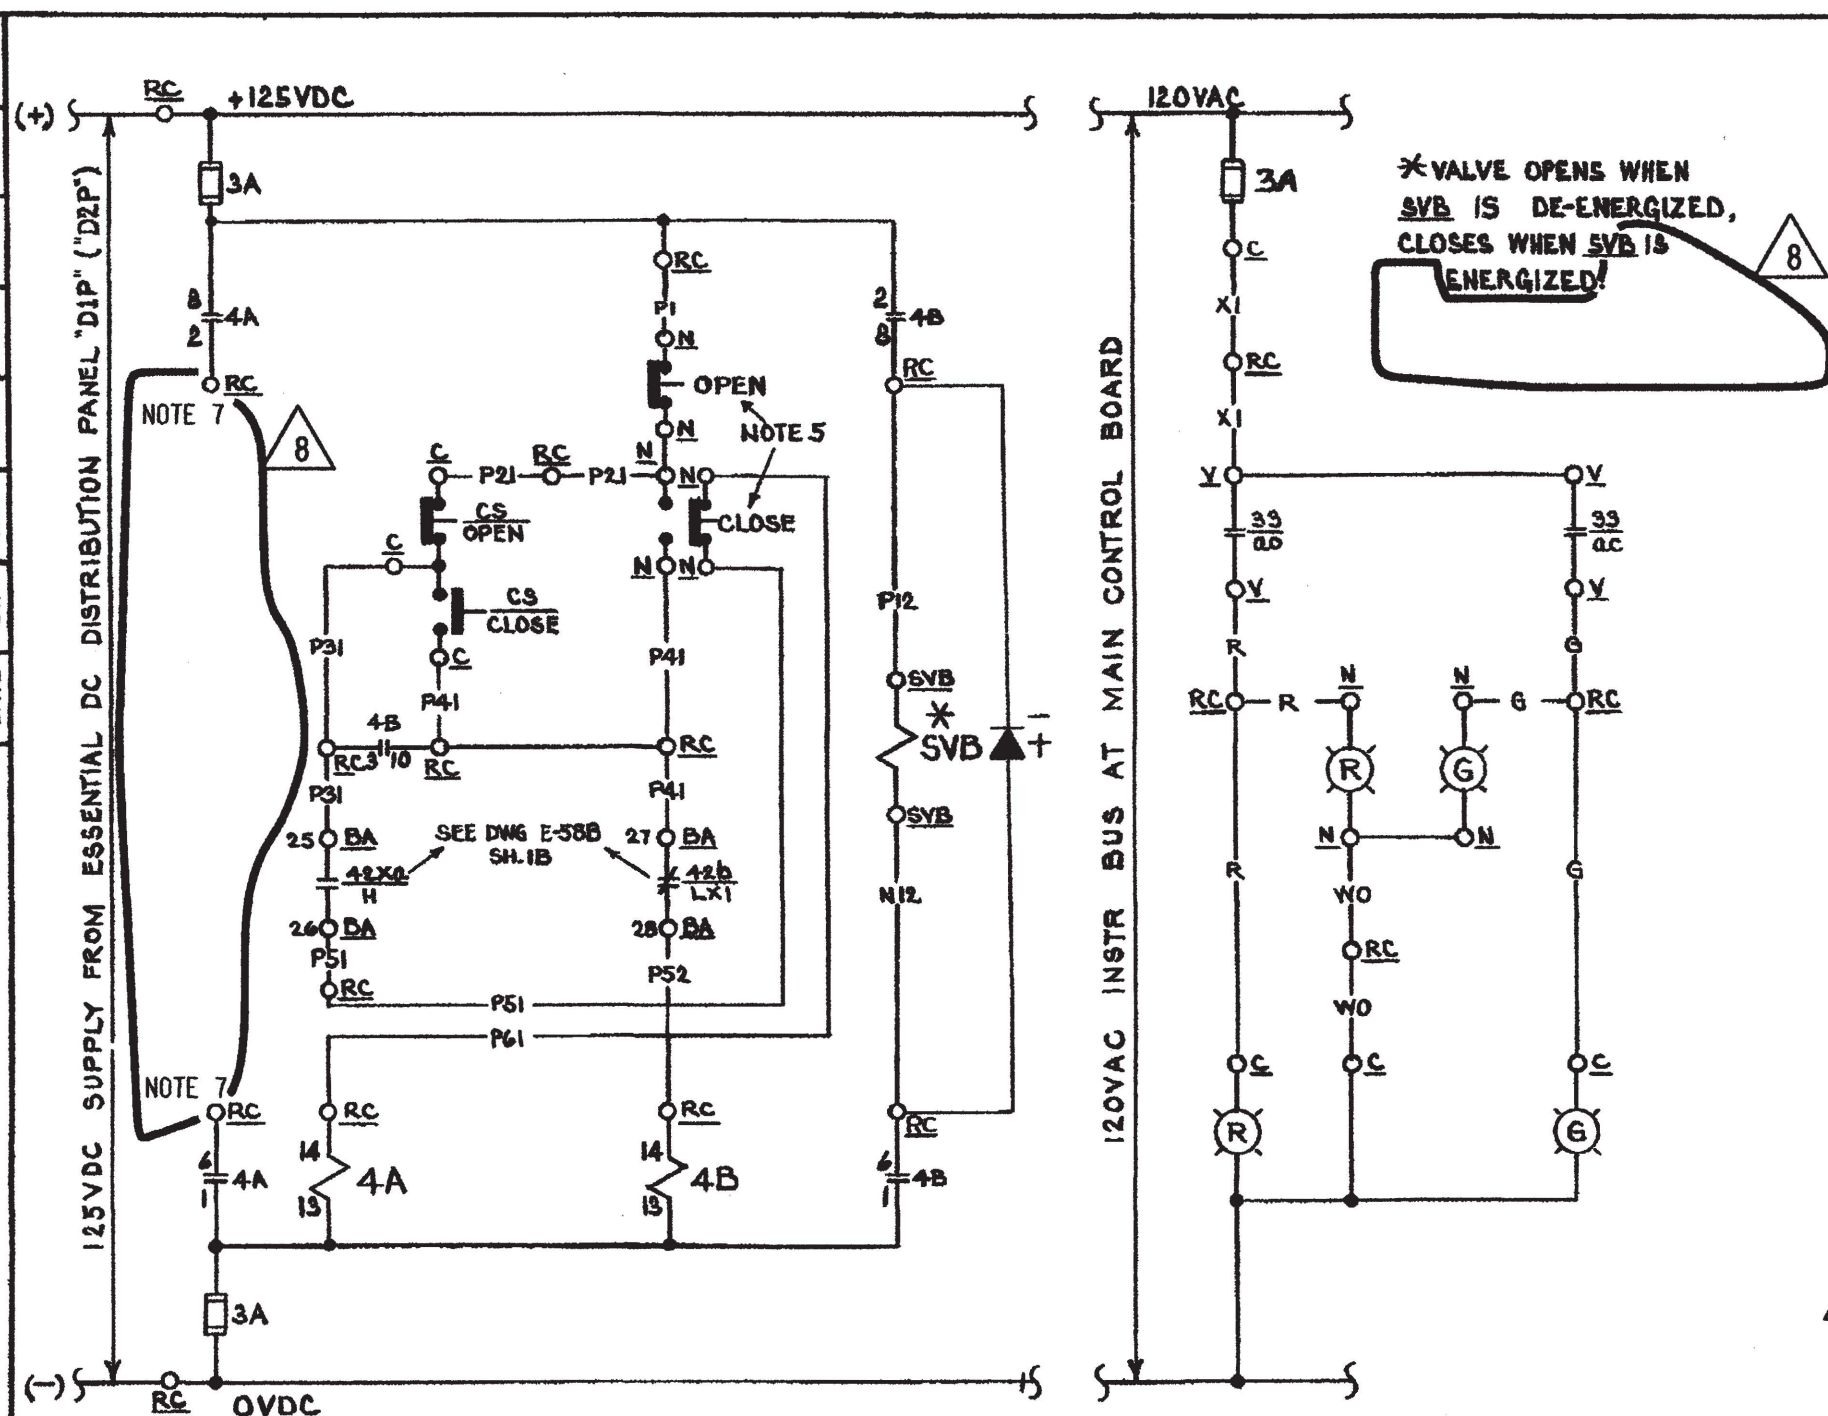 RC
(+)
+125VDC
3A
8
4A
2
RC
NOTE 7
8
125VDC SUPPLY FROM ESSENTIAL DC DISTRIBUTION PANEL "D1P" ("D2P")
RC
P1
N
OPEN
N
NOTE 5
C
P21
RC
P21
N
N
CS
OPEN
CLOSE
C
N
N
CS
CLOSE
C
P31
P41
P41
4B
RC
3
10
RC
RC
P31
P41
25
BA
SEE DWG E-58B
SH.1B
27
BA
42Xa
H
42b
LX1
26
BA
28
BA
P51
P52
RC
P51
P61
NOTE 7
RC
RC
RC
6
4A
1
14
4A
13
14
4B
13
3A
(-)
RC
0VDC
2
4B
8
RC
P12
SVB
*
SVB
-
+
SVB
N12
RC
6
4B
1
120VAC INSTR BUS AT MAIN CONTROL BOARD
120VAC
3A
C
X1
RC
X1
V
V
33
ao
33
ac
V
V
R
G
RC
R
N
N
G
RC
R
G
N
N
R
G
WO
RC
WO
C
C
C
R
G
*VALVE OPENS WHEN
SVB IS DE-ENERGIZED,
CLOSES WHEN SVB IS
ENERGIZED.
8